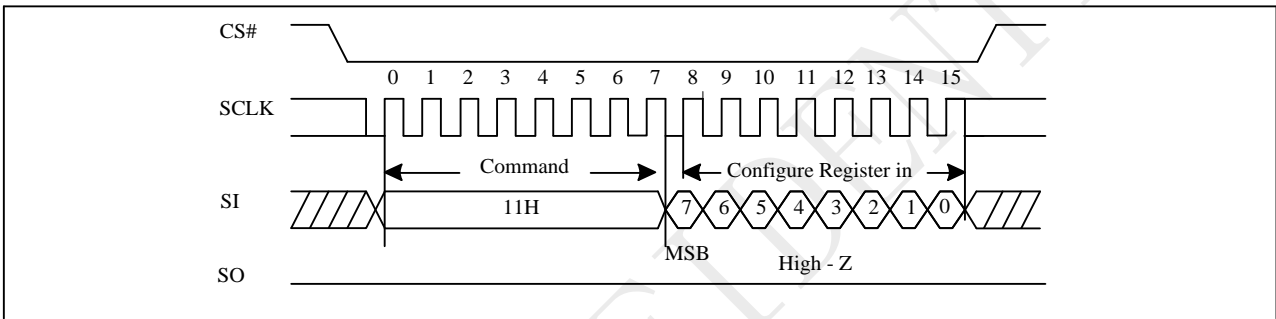 CS#
0 1 2 3 4 5 6 7 8 9 10 11 12 13 14 15
SCLK
Command
Configure Register in
SI
11H
7 6 5 4 3 2 1 0
MSB
High - Z
SO